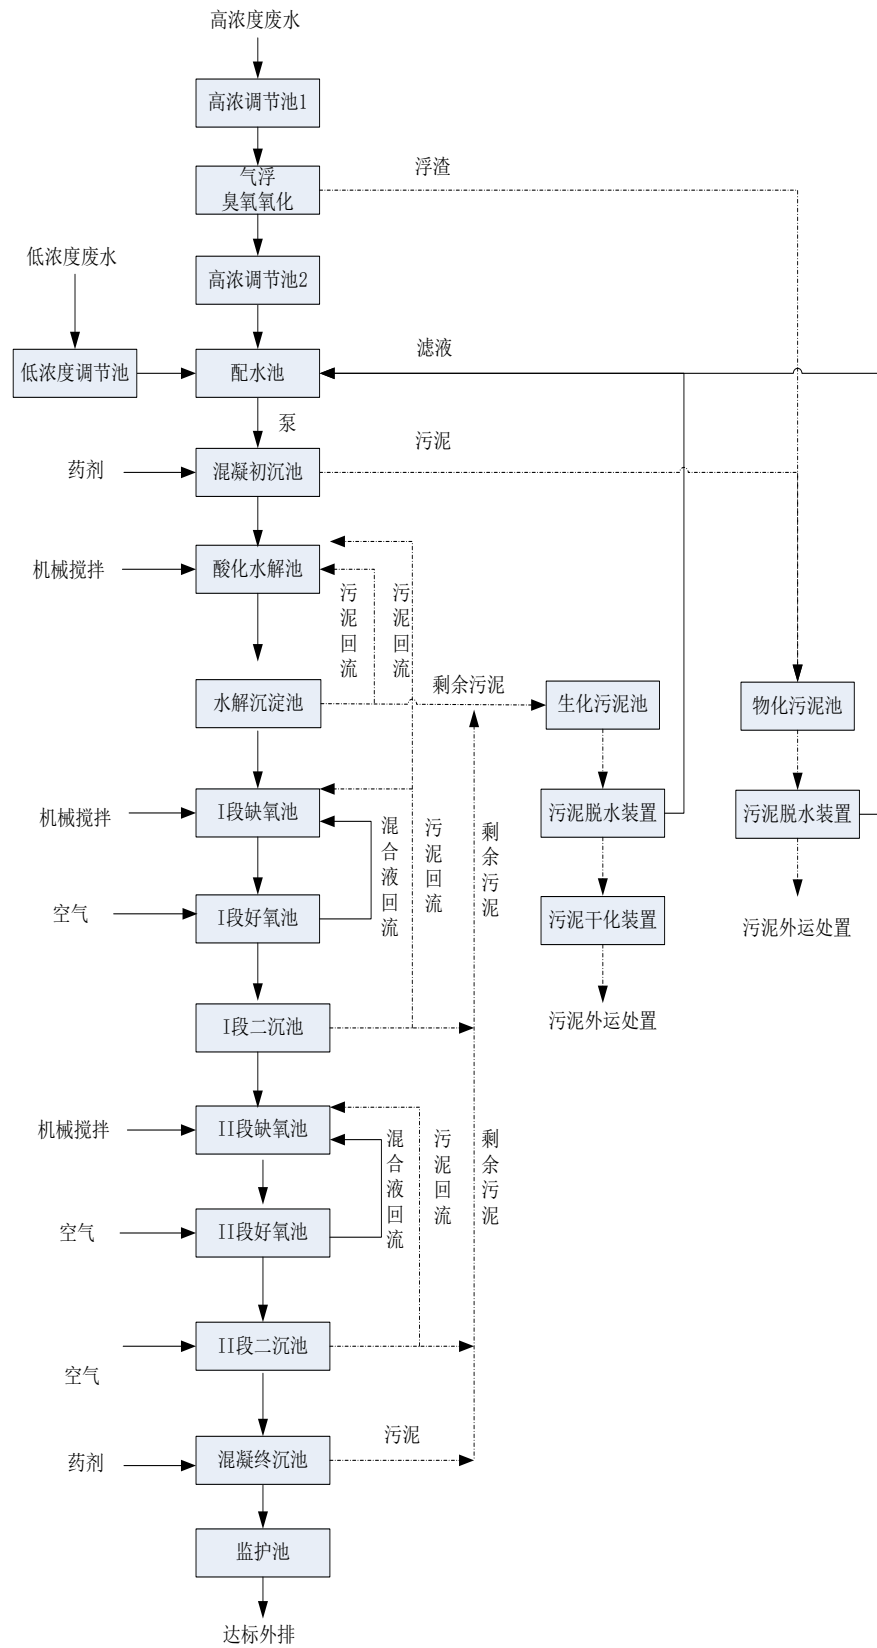 高浓度废水
高浓调节池1
气浮
臭氧氧化
浮渣
低浓度废水
高浓调节池2
低浓度调节池
配水池
滤液
泵
药剂
混凝初沉池
污泥
机械搅拌
酸化水解池
污泥回流
污泥回流
水解沉淀池
剩余污泥
生化污泥池
物化污泥池
机械搅拌
I段缺氧池
混合液回流
污泥回流
剩余污泥
污泥脱水装置
污泥脱水装置
空气
I段好氧池
污泥干化装置
污泥外运处置
I段二沉池
污泥外运处置
机械搅拌
II段缺氧池
混合液回流
污泥回流
剩余污泥
空气
II段好氧池
II段二沉池
空气
药剂
混凝终沉池
污泥
监护池
达标外排